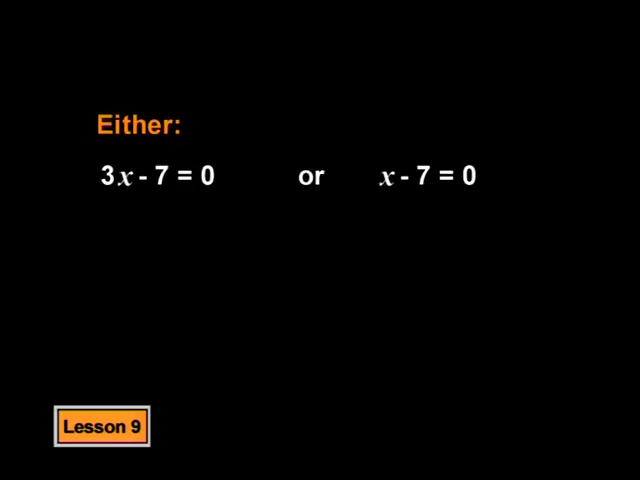 Either:
3x - 7 = 0 or x - 7 = 0
Lesson 9